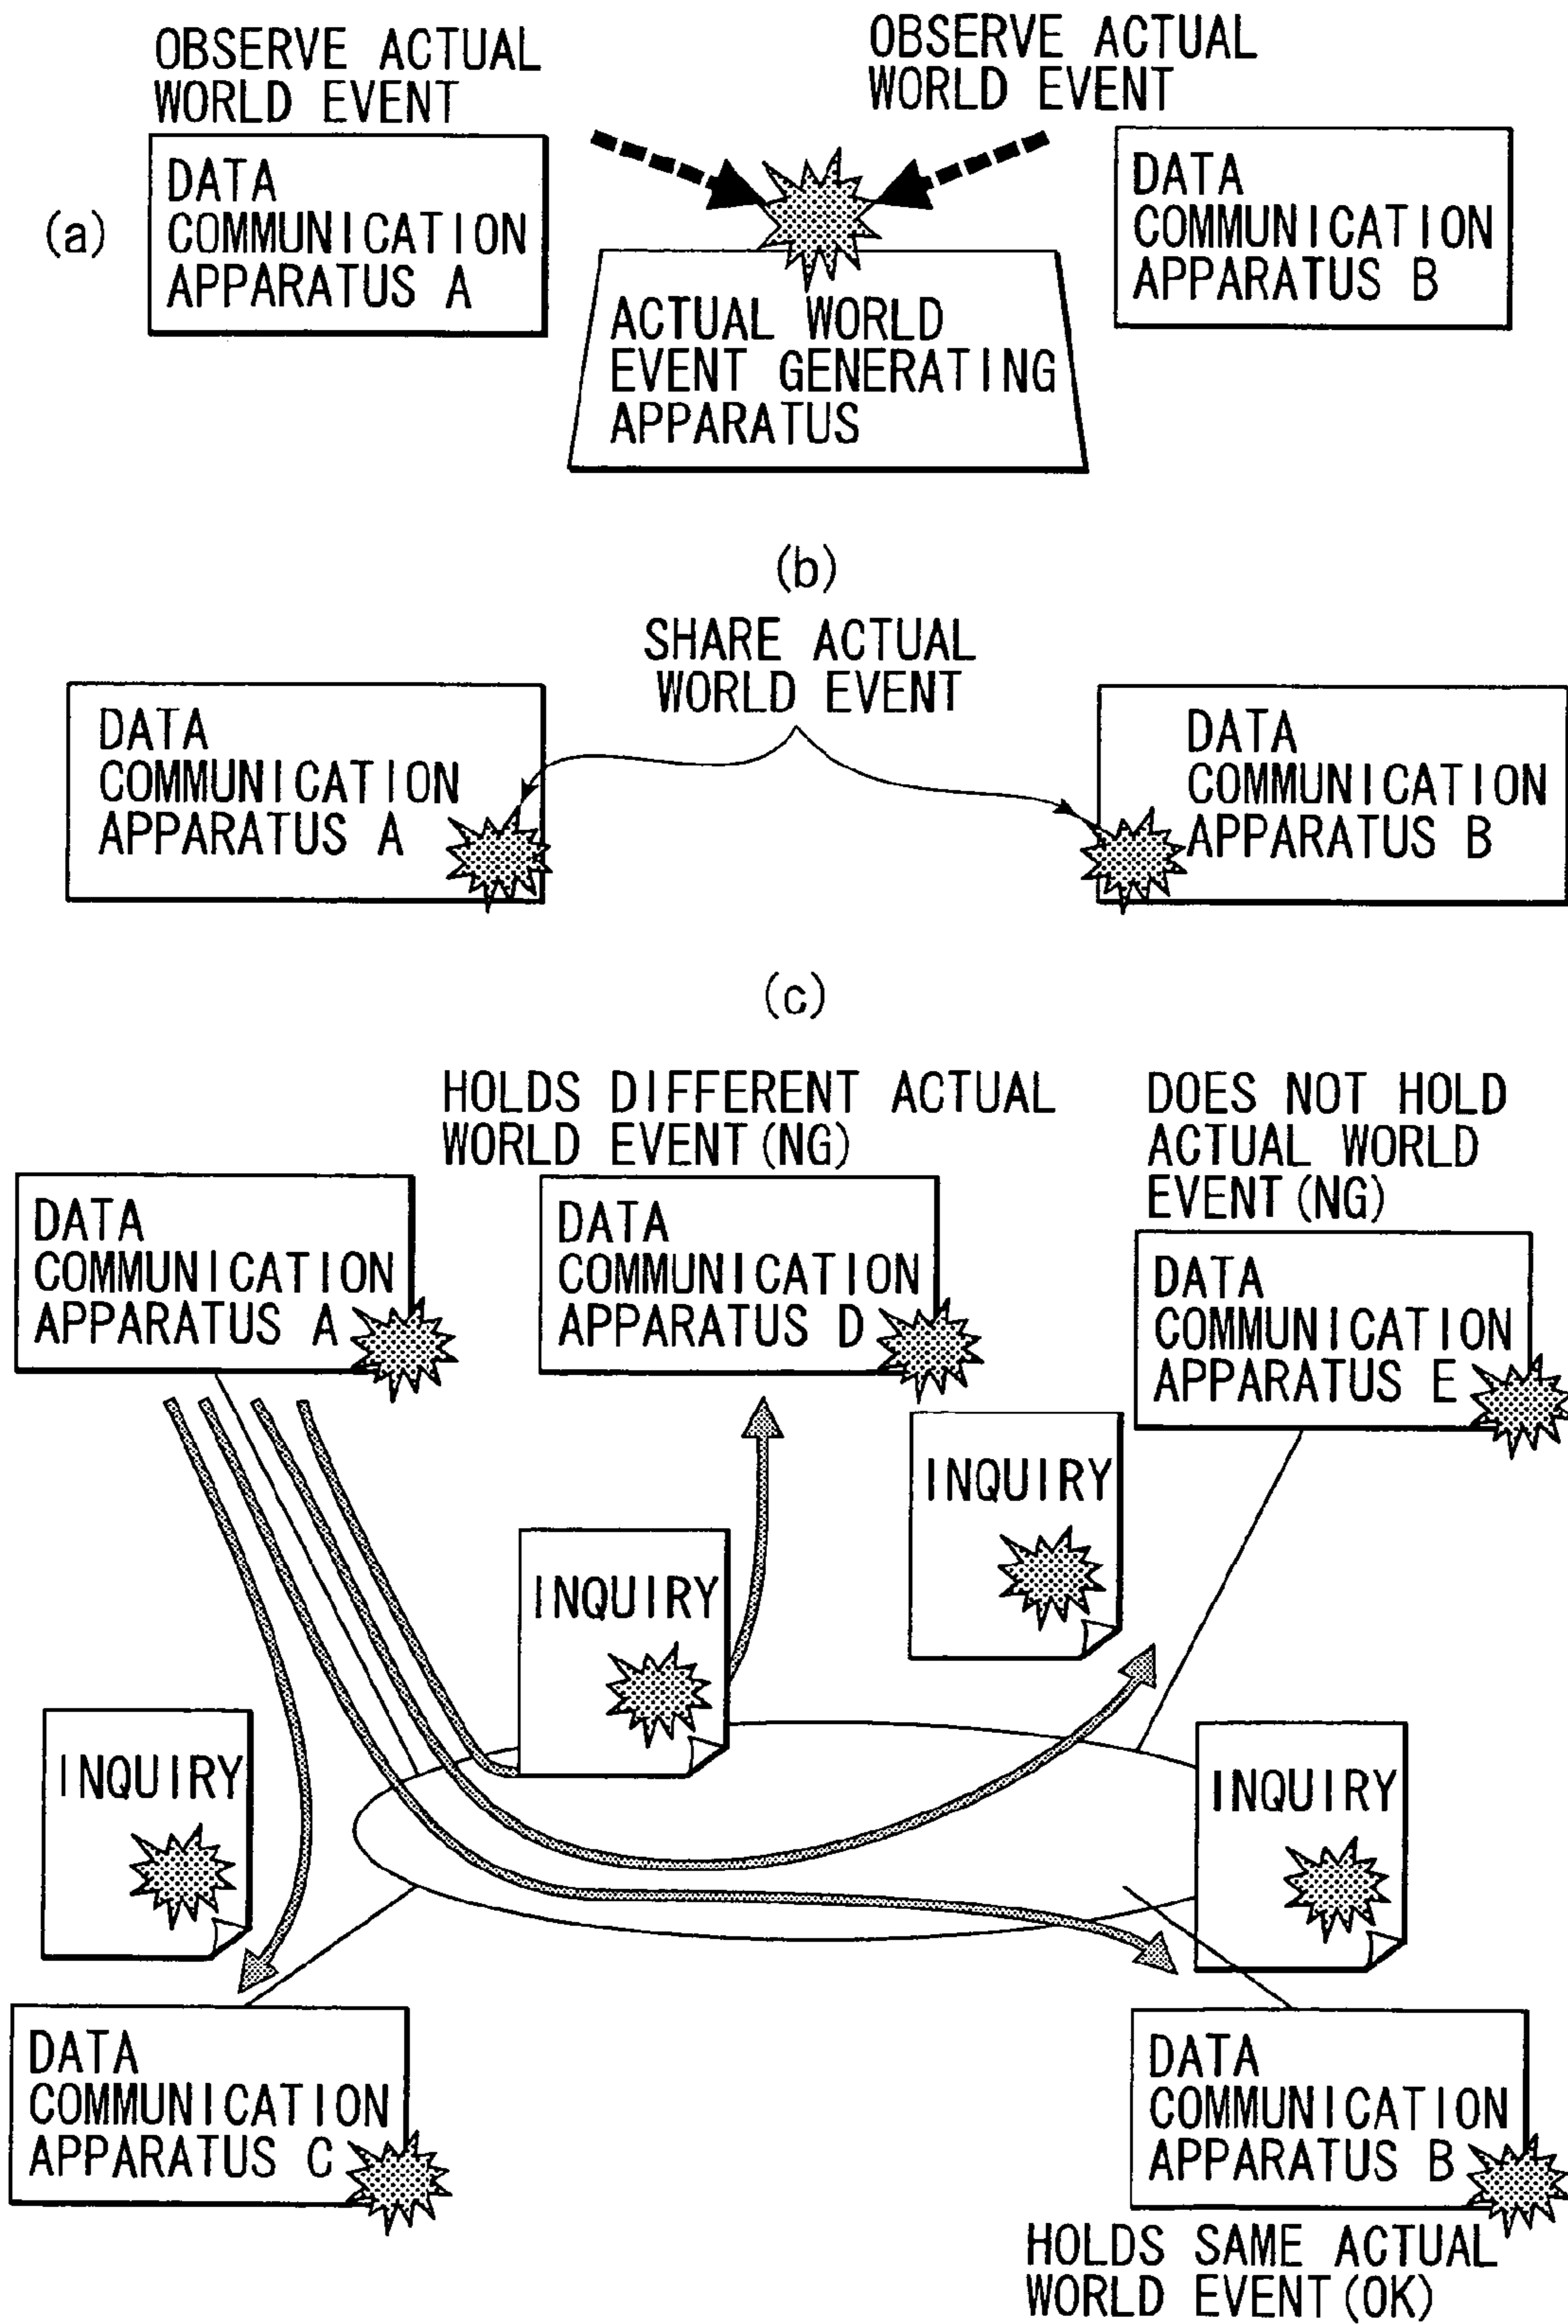 OBSERVE ACTUAL
WORLD EVENT
OBSERVE ACTUAL
WORLD EVENT
(a)
DATA
COMMUNICATION
APPARATUS A
DATA
COMMUNICATION
APPARATUS B
ACTUAL WORLD
EVENT GENERATING
APPARATUS
(b)
SHARE ACTUAL
WORLD EVENT
DATA
COMMUNICATION
APPARATUS A
DATA
COMMUNICATION
APPARATUS B
(c)
HOLDS DIFFERENT ACTUAL
WORLD EVENT(NG)
DOES NOT HOLD
ACTUAL WORLD
EVENT(NG)
DATA
COMMUNICATION
APPARATUS A
DATA
COMMUNICATION
APPARATUS D
DATA
COMMUNICATION
APPARATUS E
INQUIRY
INQUIRY
INQUIRY
INQUIRY
DATA
COMMUNICATION
APPARATUS C
DATA
COMMUNICATION
APPARATUS B
HOLDS SAME ACTUAL
WORLD EVENT(OK)